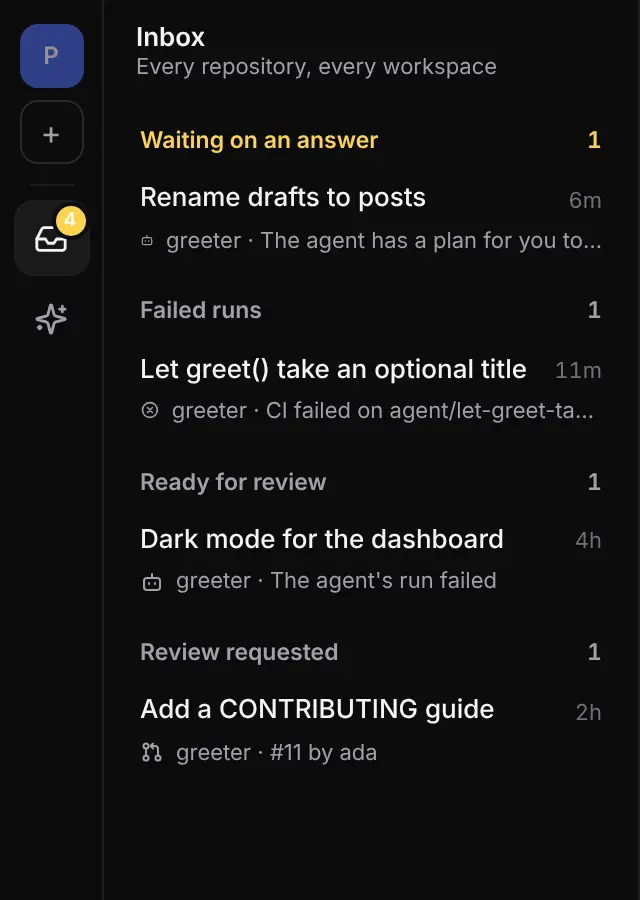 P
Inbox
Every repository, every workspace
+
Waiting on an answer 1
Rename drafts to posts 6m
4
greeter · The agent has a plan for you to...
Failed runs 1
Let greet() take an optional title 11m
greeter · CI failed on agent/let-greet-ta...
Ready for review 1
Dark mode for the dashboard 4h
greeter · The agent's run failed
Review requested 1
Add a CONTRIBUTING guide 2h
greeter · #11 by ada